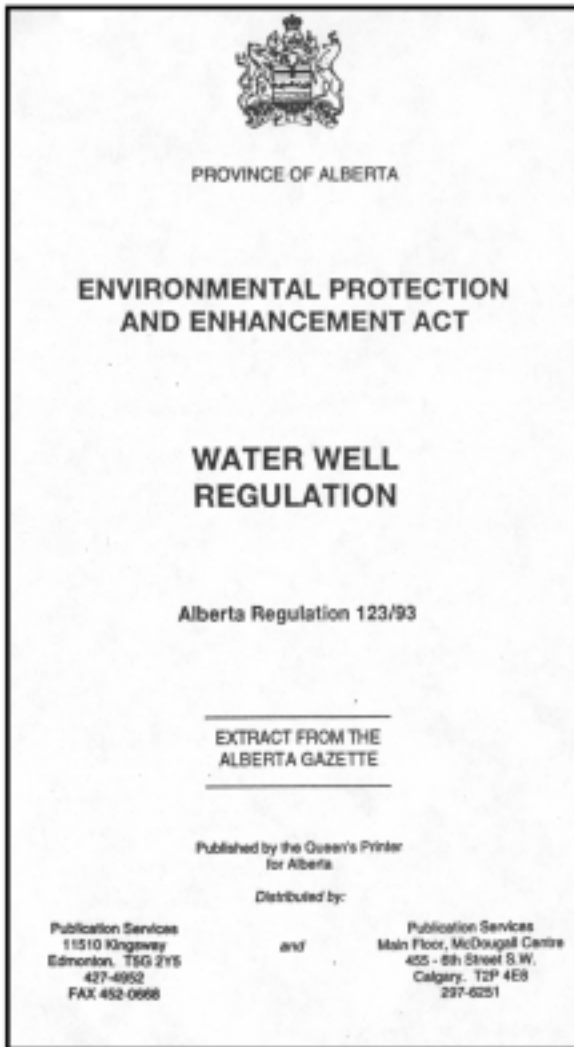 PROVINCE OF ALBERTA
ENVIRONMENTAL PROTECTION
AND ENHANCEMENT ACT
WATER WELL
REGULATION
Alberta Regulation 123/93
EXTRACT FROM THE
ALBERTA GAZETTE
Published by the Queen's Printer
for Alberta
Distributed by:
Publication Services
11510 Kingsway
Edmonton. T5G 2Y5
427-4952
FAX 452-0668
and
Publication Services
Main Floor, McDougall Centre
455 - 6th Street S.W.
Calgary. T2P 4E8
297-6251